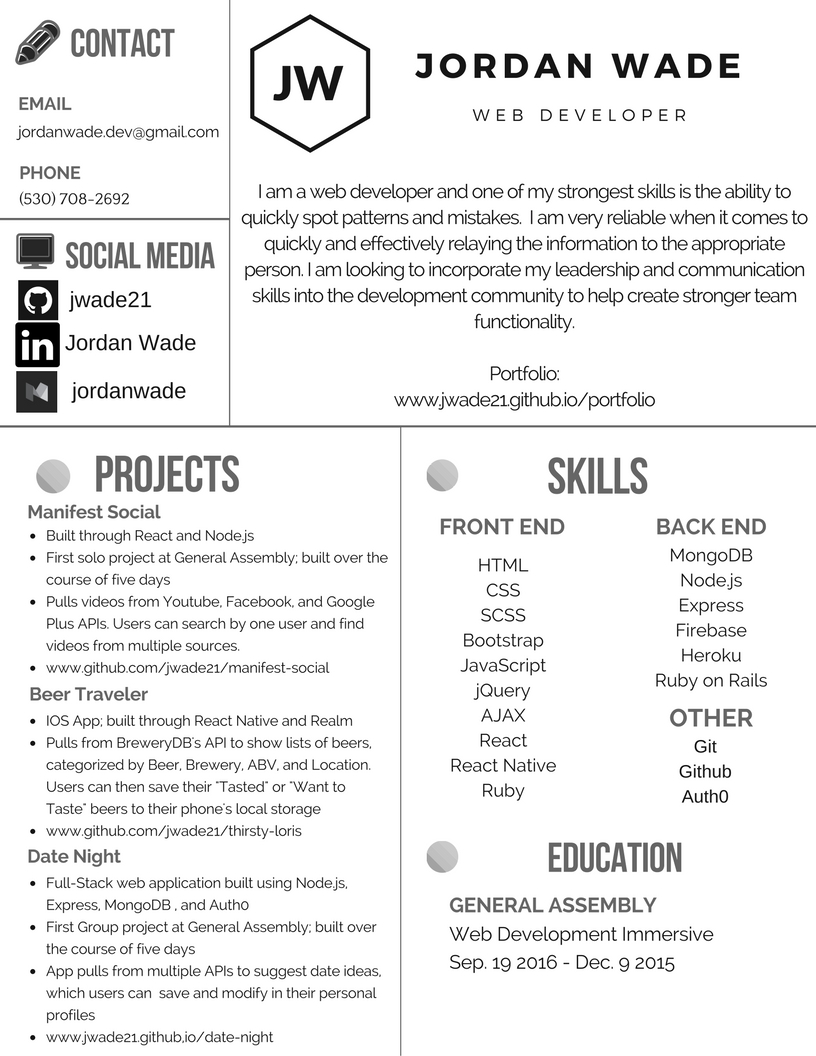 CONTACT
EMAIL
jordanwade.dev@gmail.com
PHONE
(530) 708-2692
SOCIAL MEDIA
jwade21
in Jordan Wade
jordanwade
JW
JORDAN WADE
WEB DEVELOPER
I am a web developer and one of my strongest skills is the ability to
quickly spot patterns and mistakes. I am very reliable when it comes to
quickly and effectively relaying the information to the appropriate
person. I am looking to incorporate my leadership and communication
skills into the development community to help create stronger team
functionality.
Portfolio:
www.jwade21.github.io/portfolio
PROJECTS
Manifest Social
• Built through React and Node.js
• First solo project at General Assembly; built over the
course of five days
• Pulls videos from Youtube, Facebook, and Google
Plus APIs. Users can search by one user and find
videos from multiple sources.
• www.github.com/jwade21/manifest-social
Beer Traveler
• IOS App; built through React Native and Realm
• Pulls from BreweryDB's API to show lists of beers,
categorized by Beer, Brewery, ABV, and Location.
Users can then save their "Tasted" or "Want to
Taste" beers to their phone's local storage
• www.github.com/jwade21/thirsty-loris
Date Night
• Full-Stack web application built using Node.js,
Express, MongoDB , and Auth0
• First Group project at General Assembly; built over
the course of five days
• App pulls from multiple APIs to suggest date ideas,
which users can save and modify in their personal
profiles
• www.jwade21.github,io/date-night
SKILLS
FRONT END
HTML
CSS
SCSS
Bootstrap
JavaScript
jQuery
AJAX
React
React Native
Ruby
BACK END
MongoDB
Node.js
Express
Firebase
Heroku
Ruby on Rails
OTHER
Git
Github
Auth0
EDUCATION
GENERAL ASSEMBLY
Web Development Immersive
Sep. 19 2016 - Dec. 9 2015